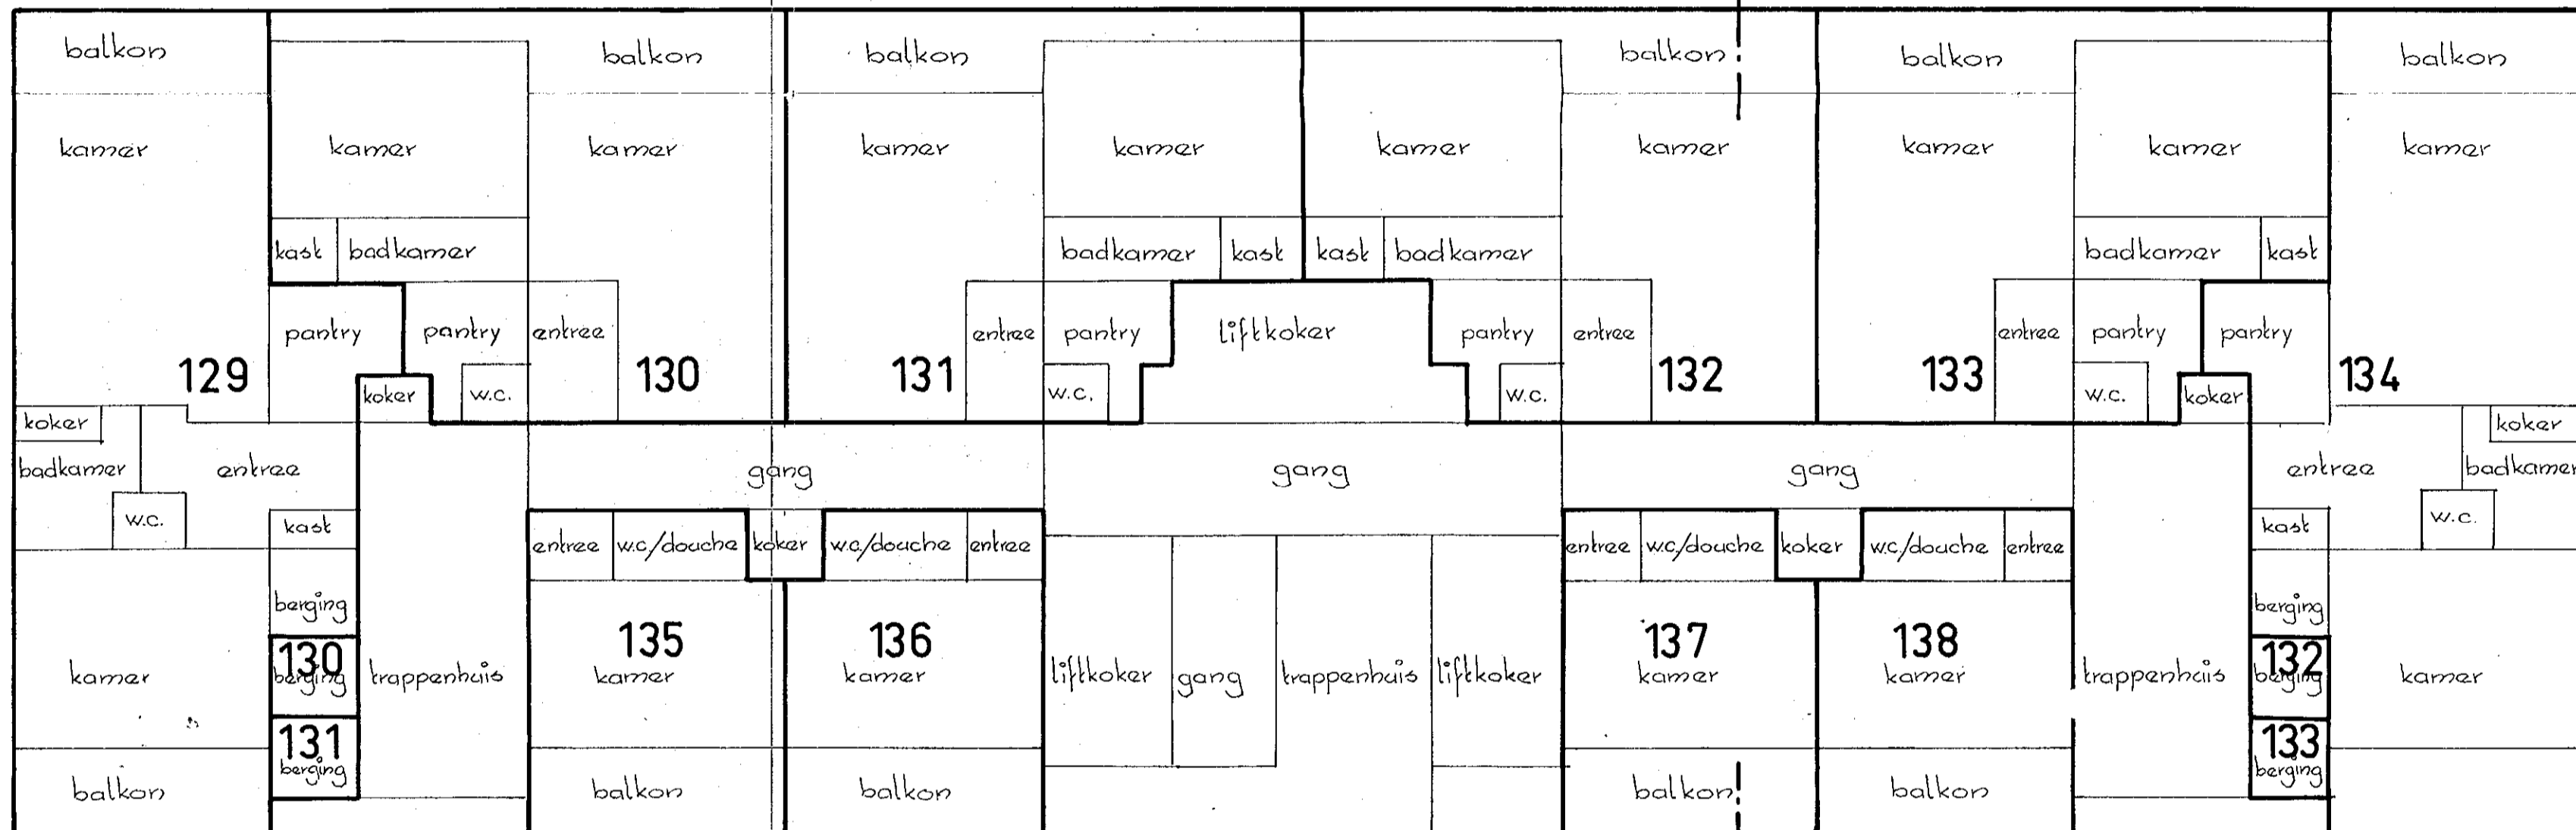 balkon balkon balkon balkon balkon balkon
kamer kamer kamer kamer kamer kamer kamer kamer kamer kamer
kast badkamer badkamer kast kast badkamer badkamer kast
pantry pantry entree entree pantry liftkoker pantry entree entree pantry pantry
129 130 131 132 133 134
koker w.c. w.c. w.c. w.c. koker
koker koker
badkamer entree gang gang gang entree badkamer
w.c. kast kast w.c.
entree w.c/douche koker w.c/douche entree entree w.c/douche koker w.c/douche entree
berging berging
135 136 137 138
130 132
kamer berging trappenhuis kamer kamer liftkoker gang trappenhuis liftkoker kamer kamer trappenhuis berging kamer
131 133
berging berging
balkon balkon balkon balkon balkon